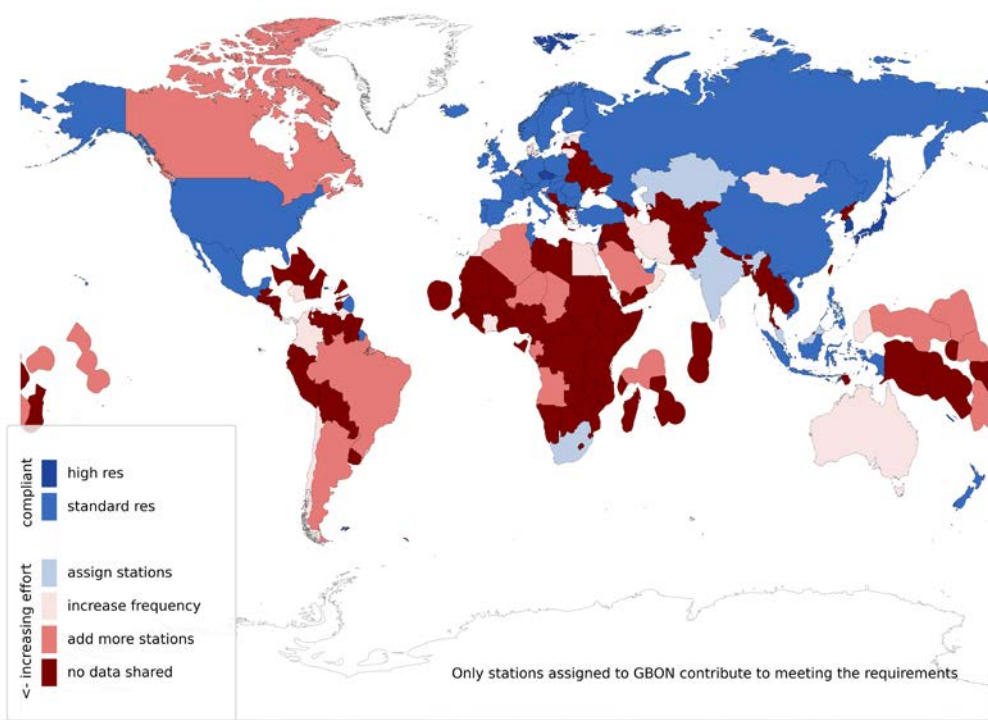 compliant
high res
standard res
<- increasing effort
assign stations
increase frequency
add more stations
no data shared
Only stations assigned to GBON contribute to meeting the requirements